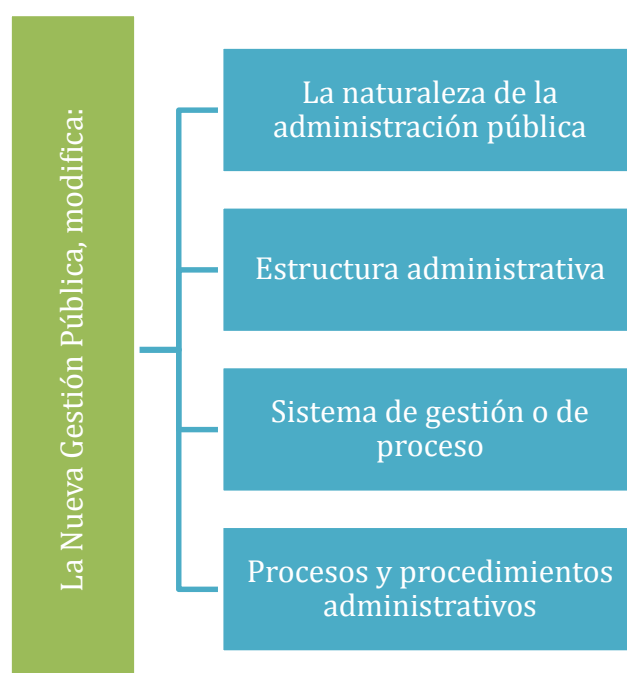 La Nueva Gestión Pública, modifica:
La naturaleza de la
administración pública
Estructura administrativa
Sistema de gestión o de
proceso
Procesos y procedimientos
administrativos